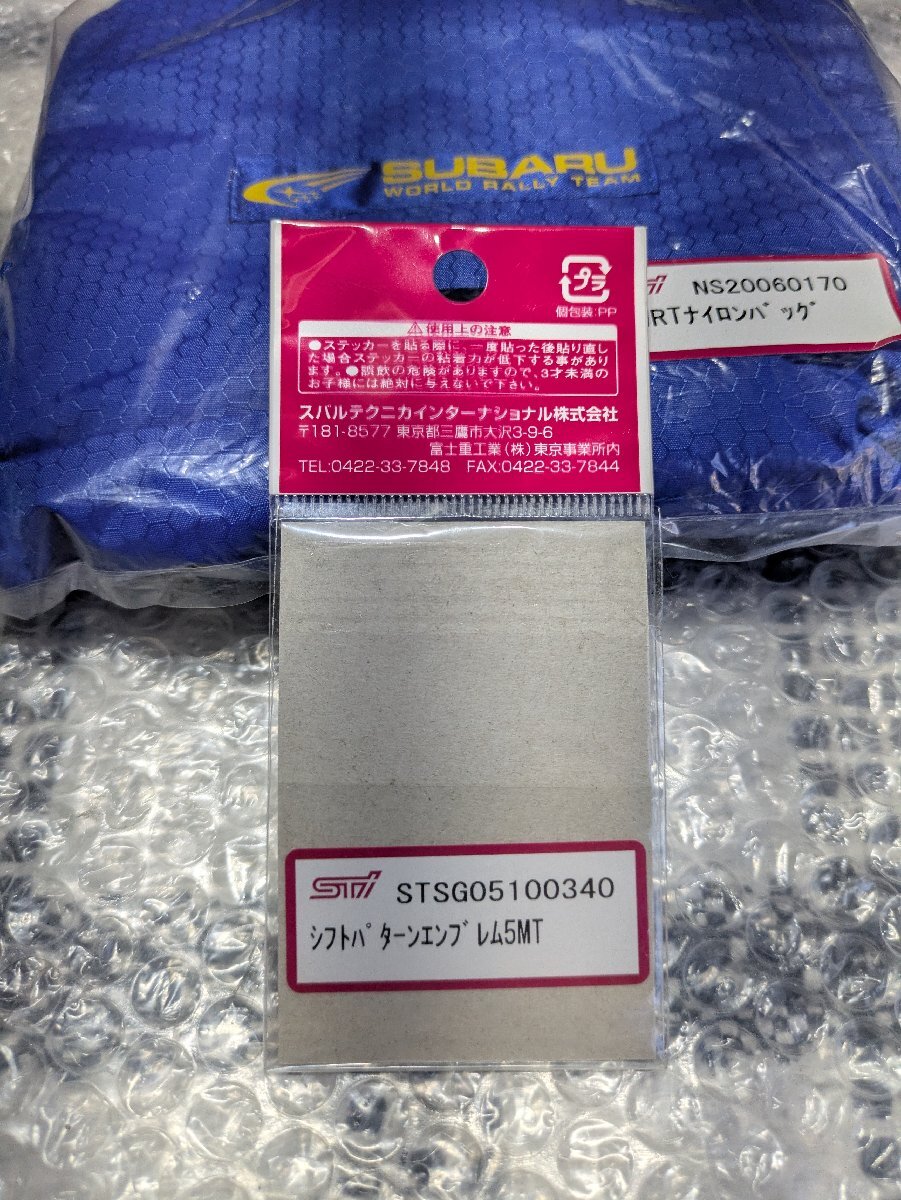 SUBARU
WORLD RALLY TEAM
STI NS20060170
RTナイロンバッグ
プラ
個包装:PP
⚠使用上の注意
●ステッカーを貼る際に、一度貼った後貼り直し
た場合ステッカーの粘着力が低下する事があり
ます。●誤飲の危険がありますので、3才未満の
お子様には絶対に与えないで下さい。
スバルテクニカインターナショナル株式会社
〒181-8577 東京都三鷹市大沢3-9-6
富士重工業(株)東京事業所内
TEL:0422-33-7848 FAX:0422-33-7844
STI STSG05100340
シフトパターンエンブレム5MT